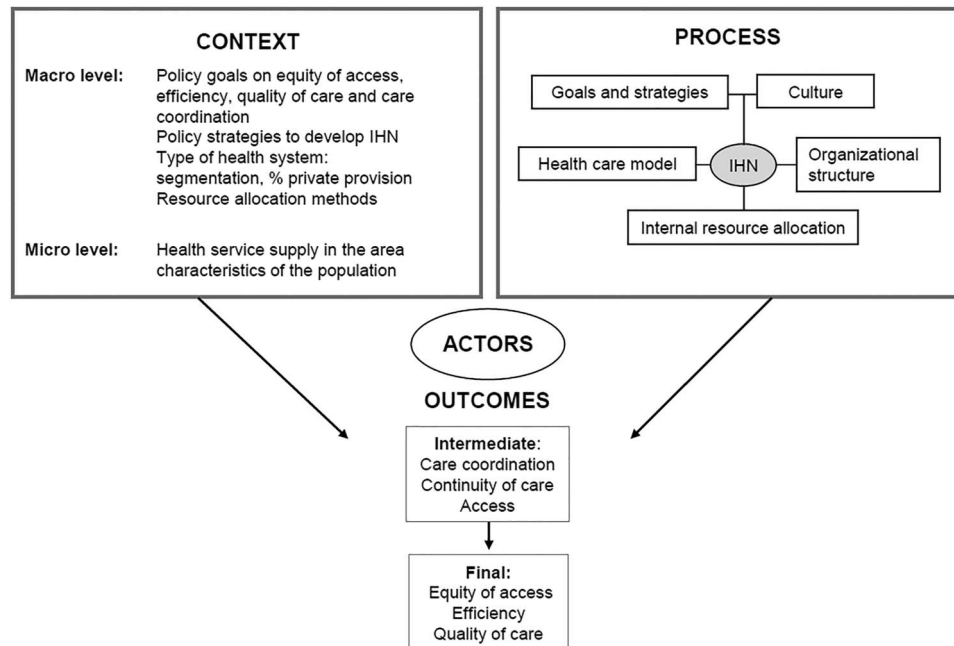 CONTEXT
Macro level: Policy goals on equity of access,
efficiency, quality of care and care
coordination
Policy strategies to develop IHN
Type of health system:
segmentation, % private provision
Resource allocation methods
Micro level: Health service supply in the area
characteristics of the population
PROCESS
Goals and strategies
Culture
Health care model
IHN
Organizational
structure
Internal resource allocation
ACTORS
OUTCOMES
Intermediate:
Care coordination
Continuity of care
Access
Final:
Equity of access
Efficiency
Quality of care